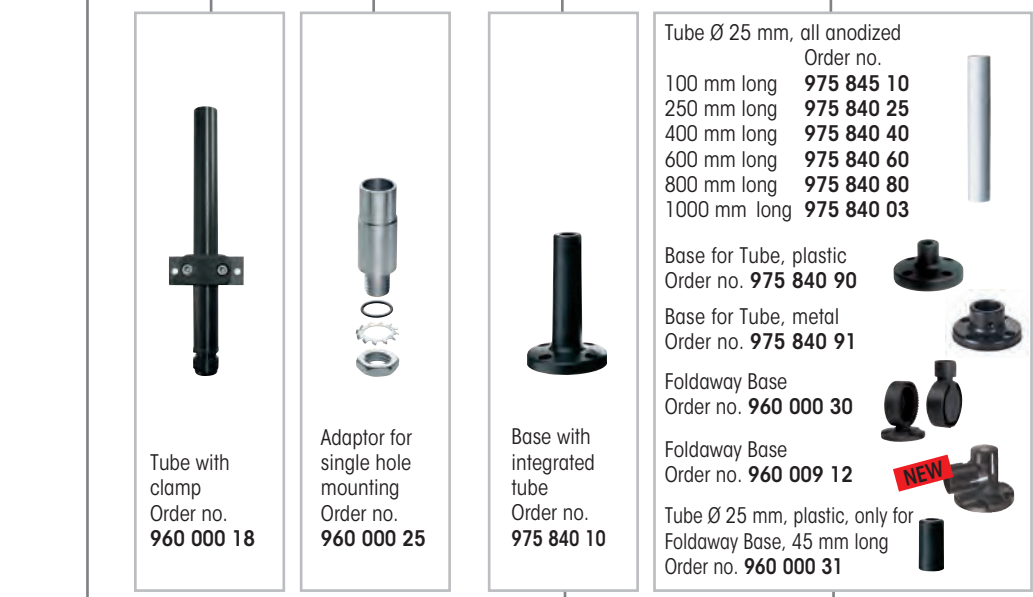 Tube with
clamp
Order no.
960 000 18
Adaptor for
single hole
mounting
Order no.
960 000 25
Base with
integrated
tube
Order no.
975 840 10
Tube Ø 25 mm, all anodized
Order no.
100 mm long 975 845 10
250 mm long 975 840 25
400 mm long 975 840 40
600 mm long 975 840 60
800 mm long 975 840 80
1000 mm long 975 840 03
Base for Tube, plastic
Order no. 975 840 90
Base for Tube, metal
Order no. 975 840 91
Foldaway Base
Order no. 960 000 30
Foldaway Base
Order no. 960 009 12
NEW
Tube Ø 25 mm, plastic, only for
Foldaway Base, 45 mm long
Order no. 960 000 31